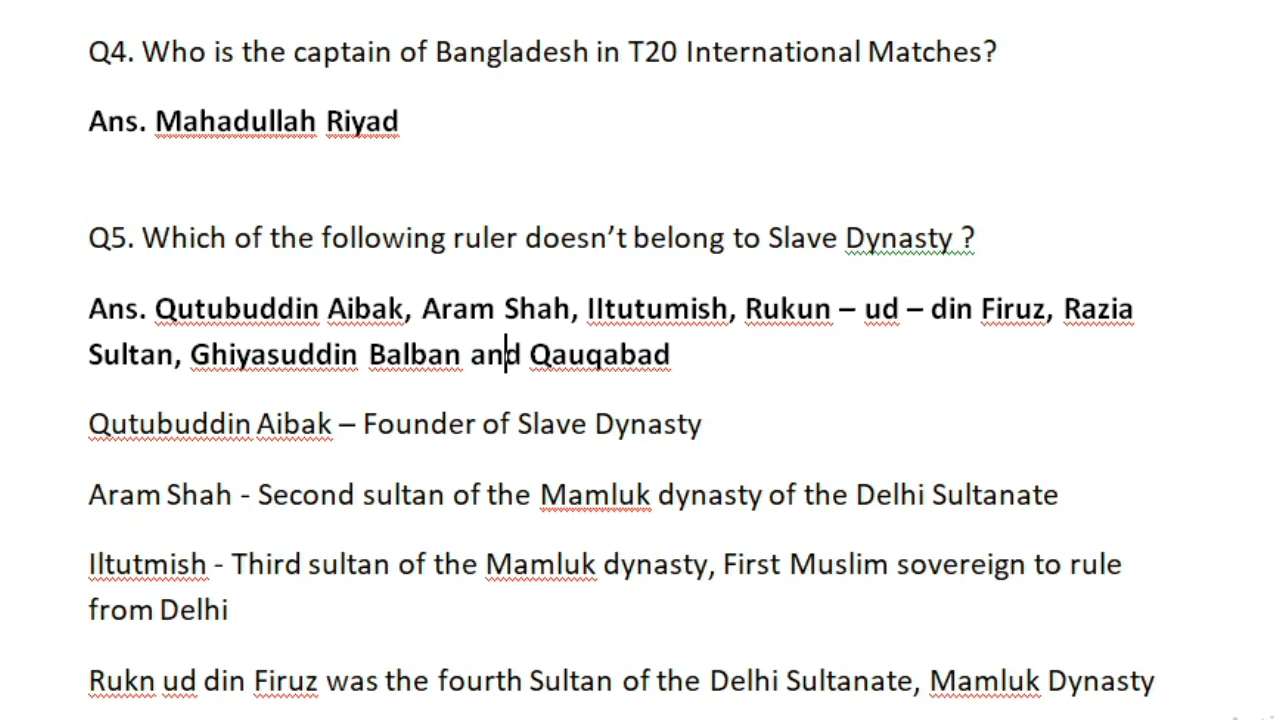 Q4. Who is the captain of Bangladesh in T20 International Matches?
Ans. Mahadullah Riyad
Q5. Which of the following ruler doesn’t belong to Slave Dynasty ?
Ans. Qutubuddin Aibak, Aram Shah, IItutumish, Rukun – ud – din Firuz, Razia
Sultan, Ghiyasuddin Balban and Qauqabad
Qutubuddin Aibak – Founder of Slave Dynasty
Aram Shah - Second sultan of the Mamluk dynasty of the Delhi Sultanate
Iltutmish - Third sultan of the Mamluk dynasty, First Muslim sovereign to rule
from Delhi
Rukn ud din Firuz was the fourth Sultan of the Delhi Sultanate, Mamluk Dynasty